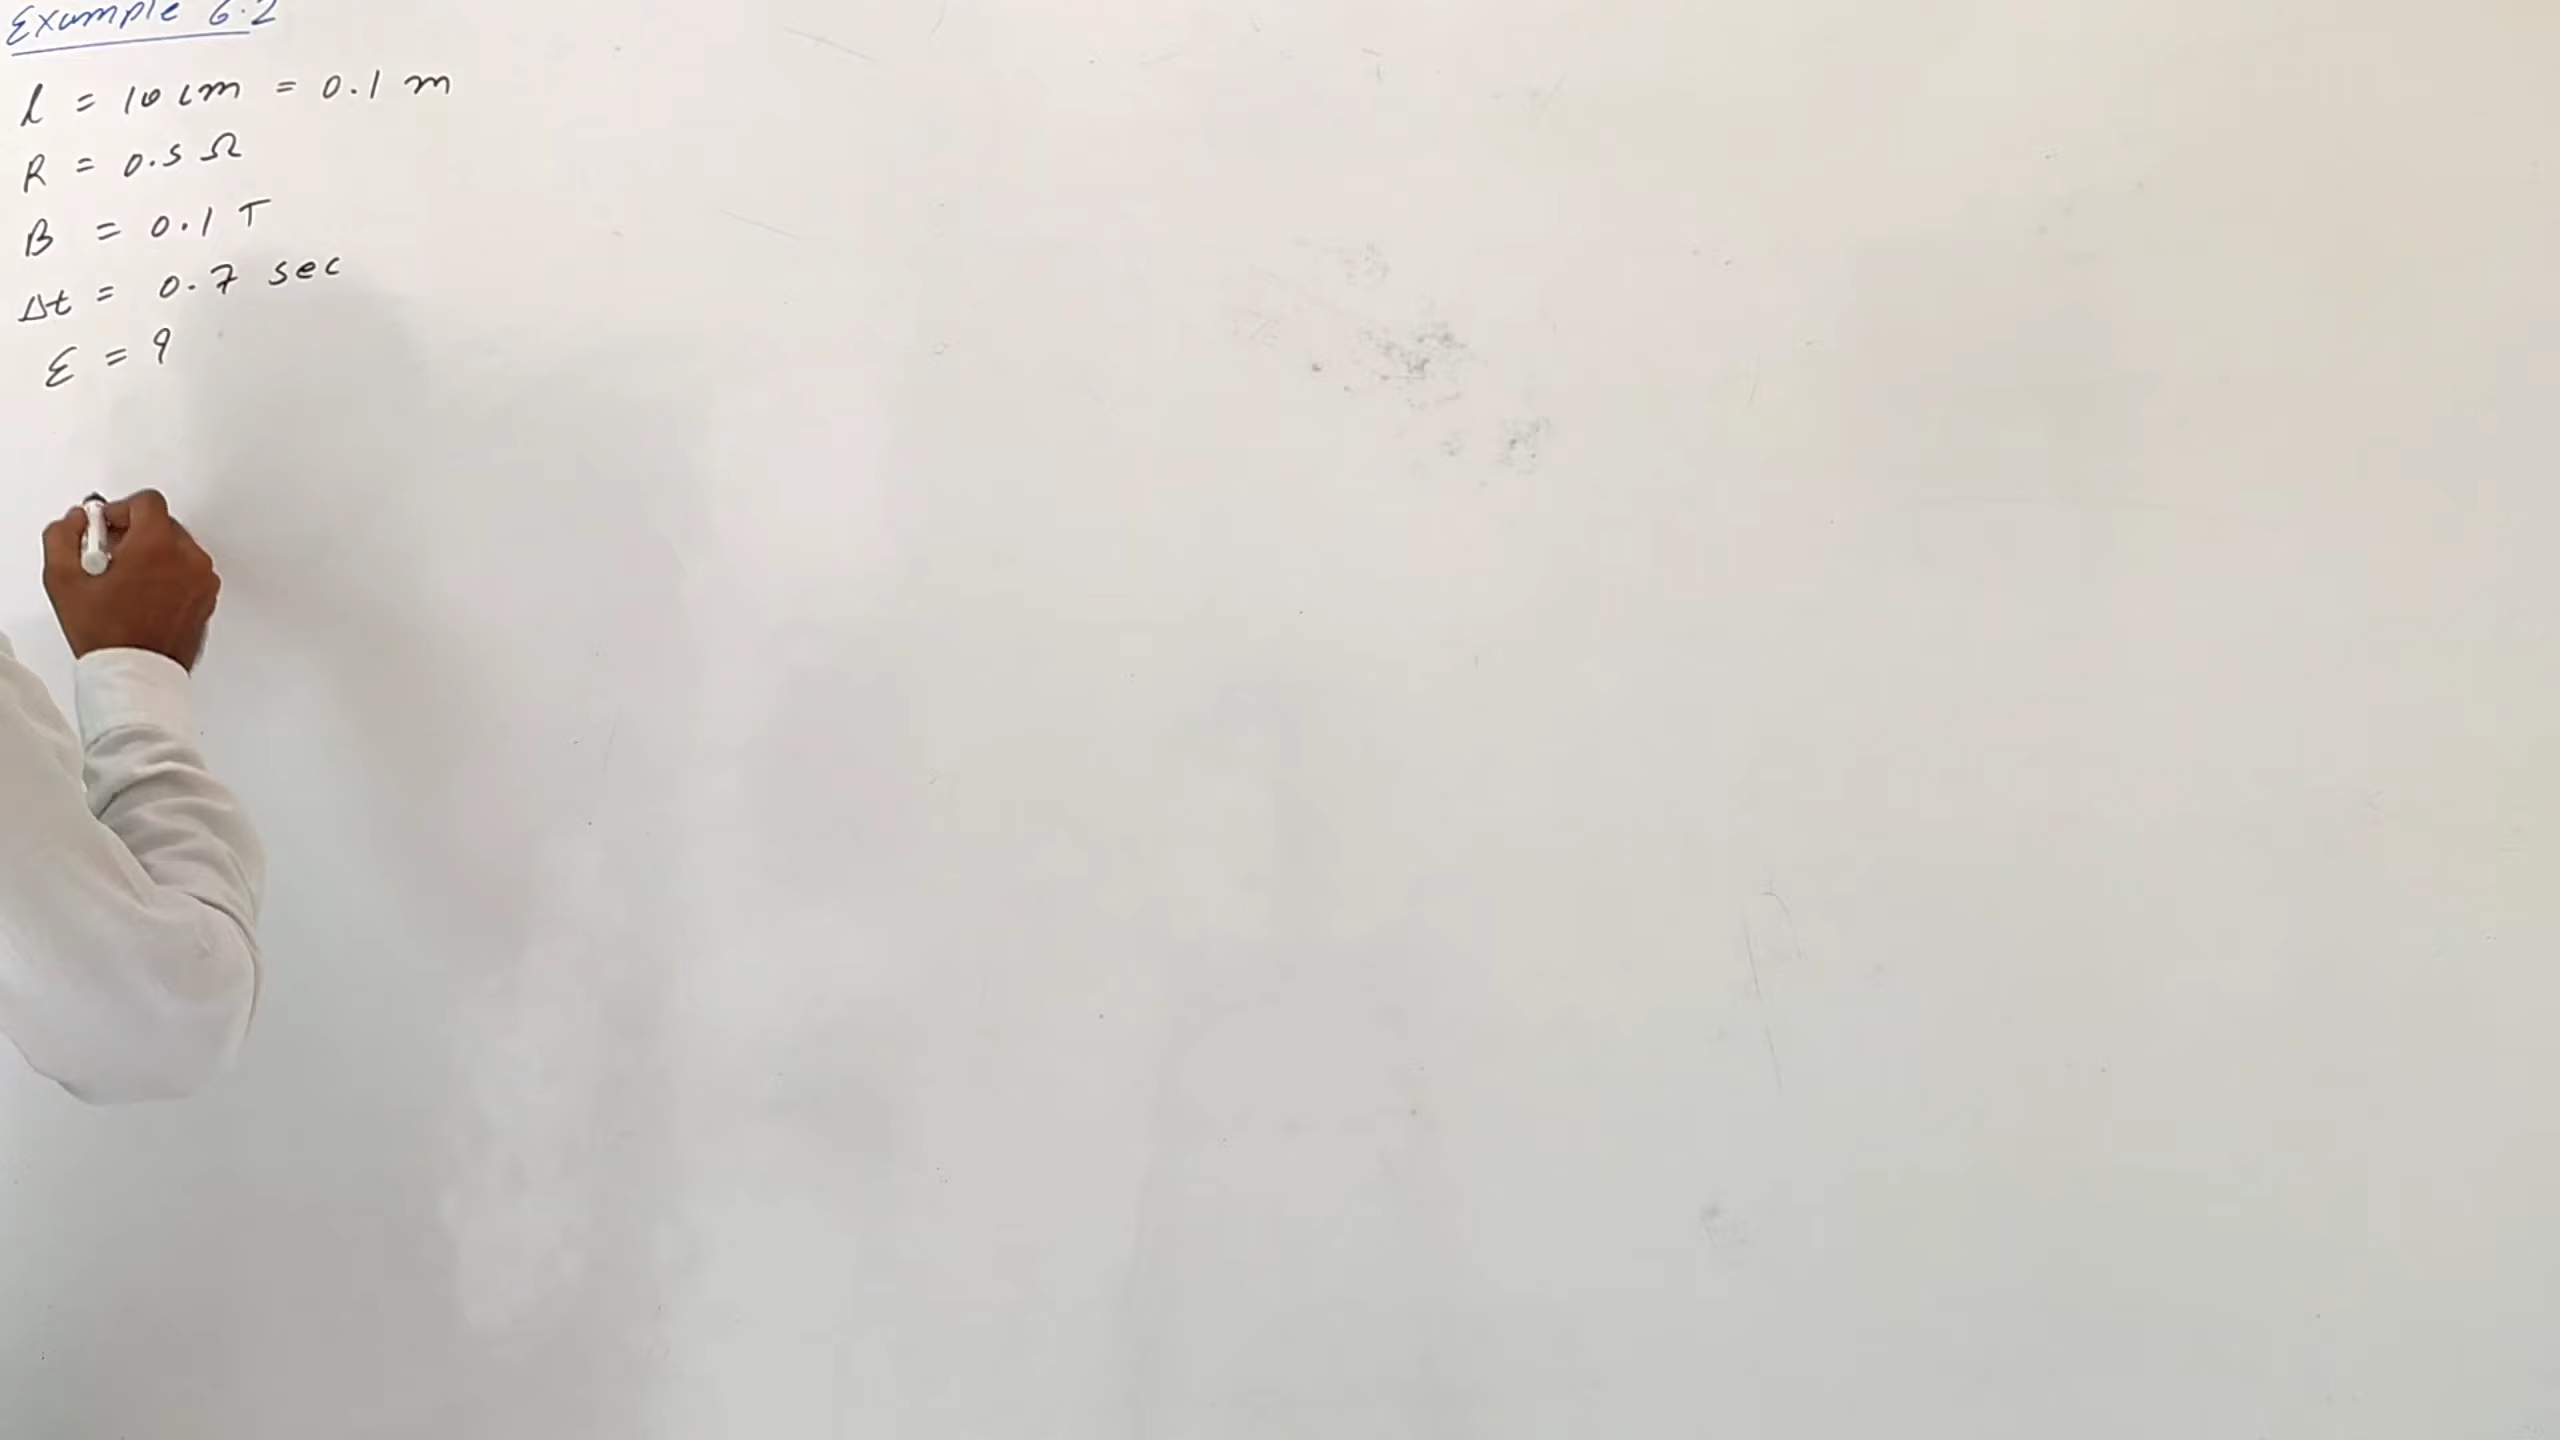 Example 6.2
l = 10 cm = 0.1 m
R = 0.5 Ω
B = 0.1 T
Δt = 0.7 sec
ε = ?